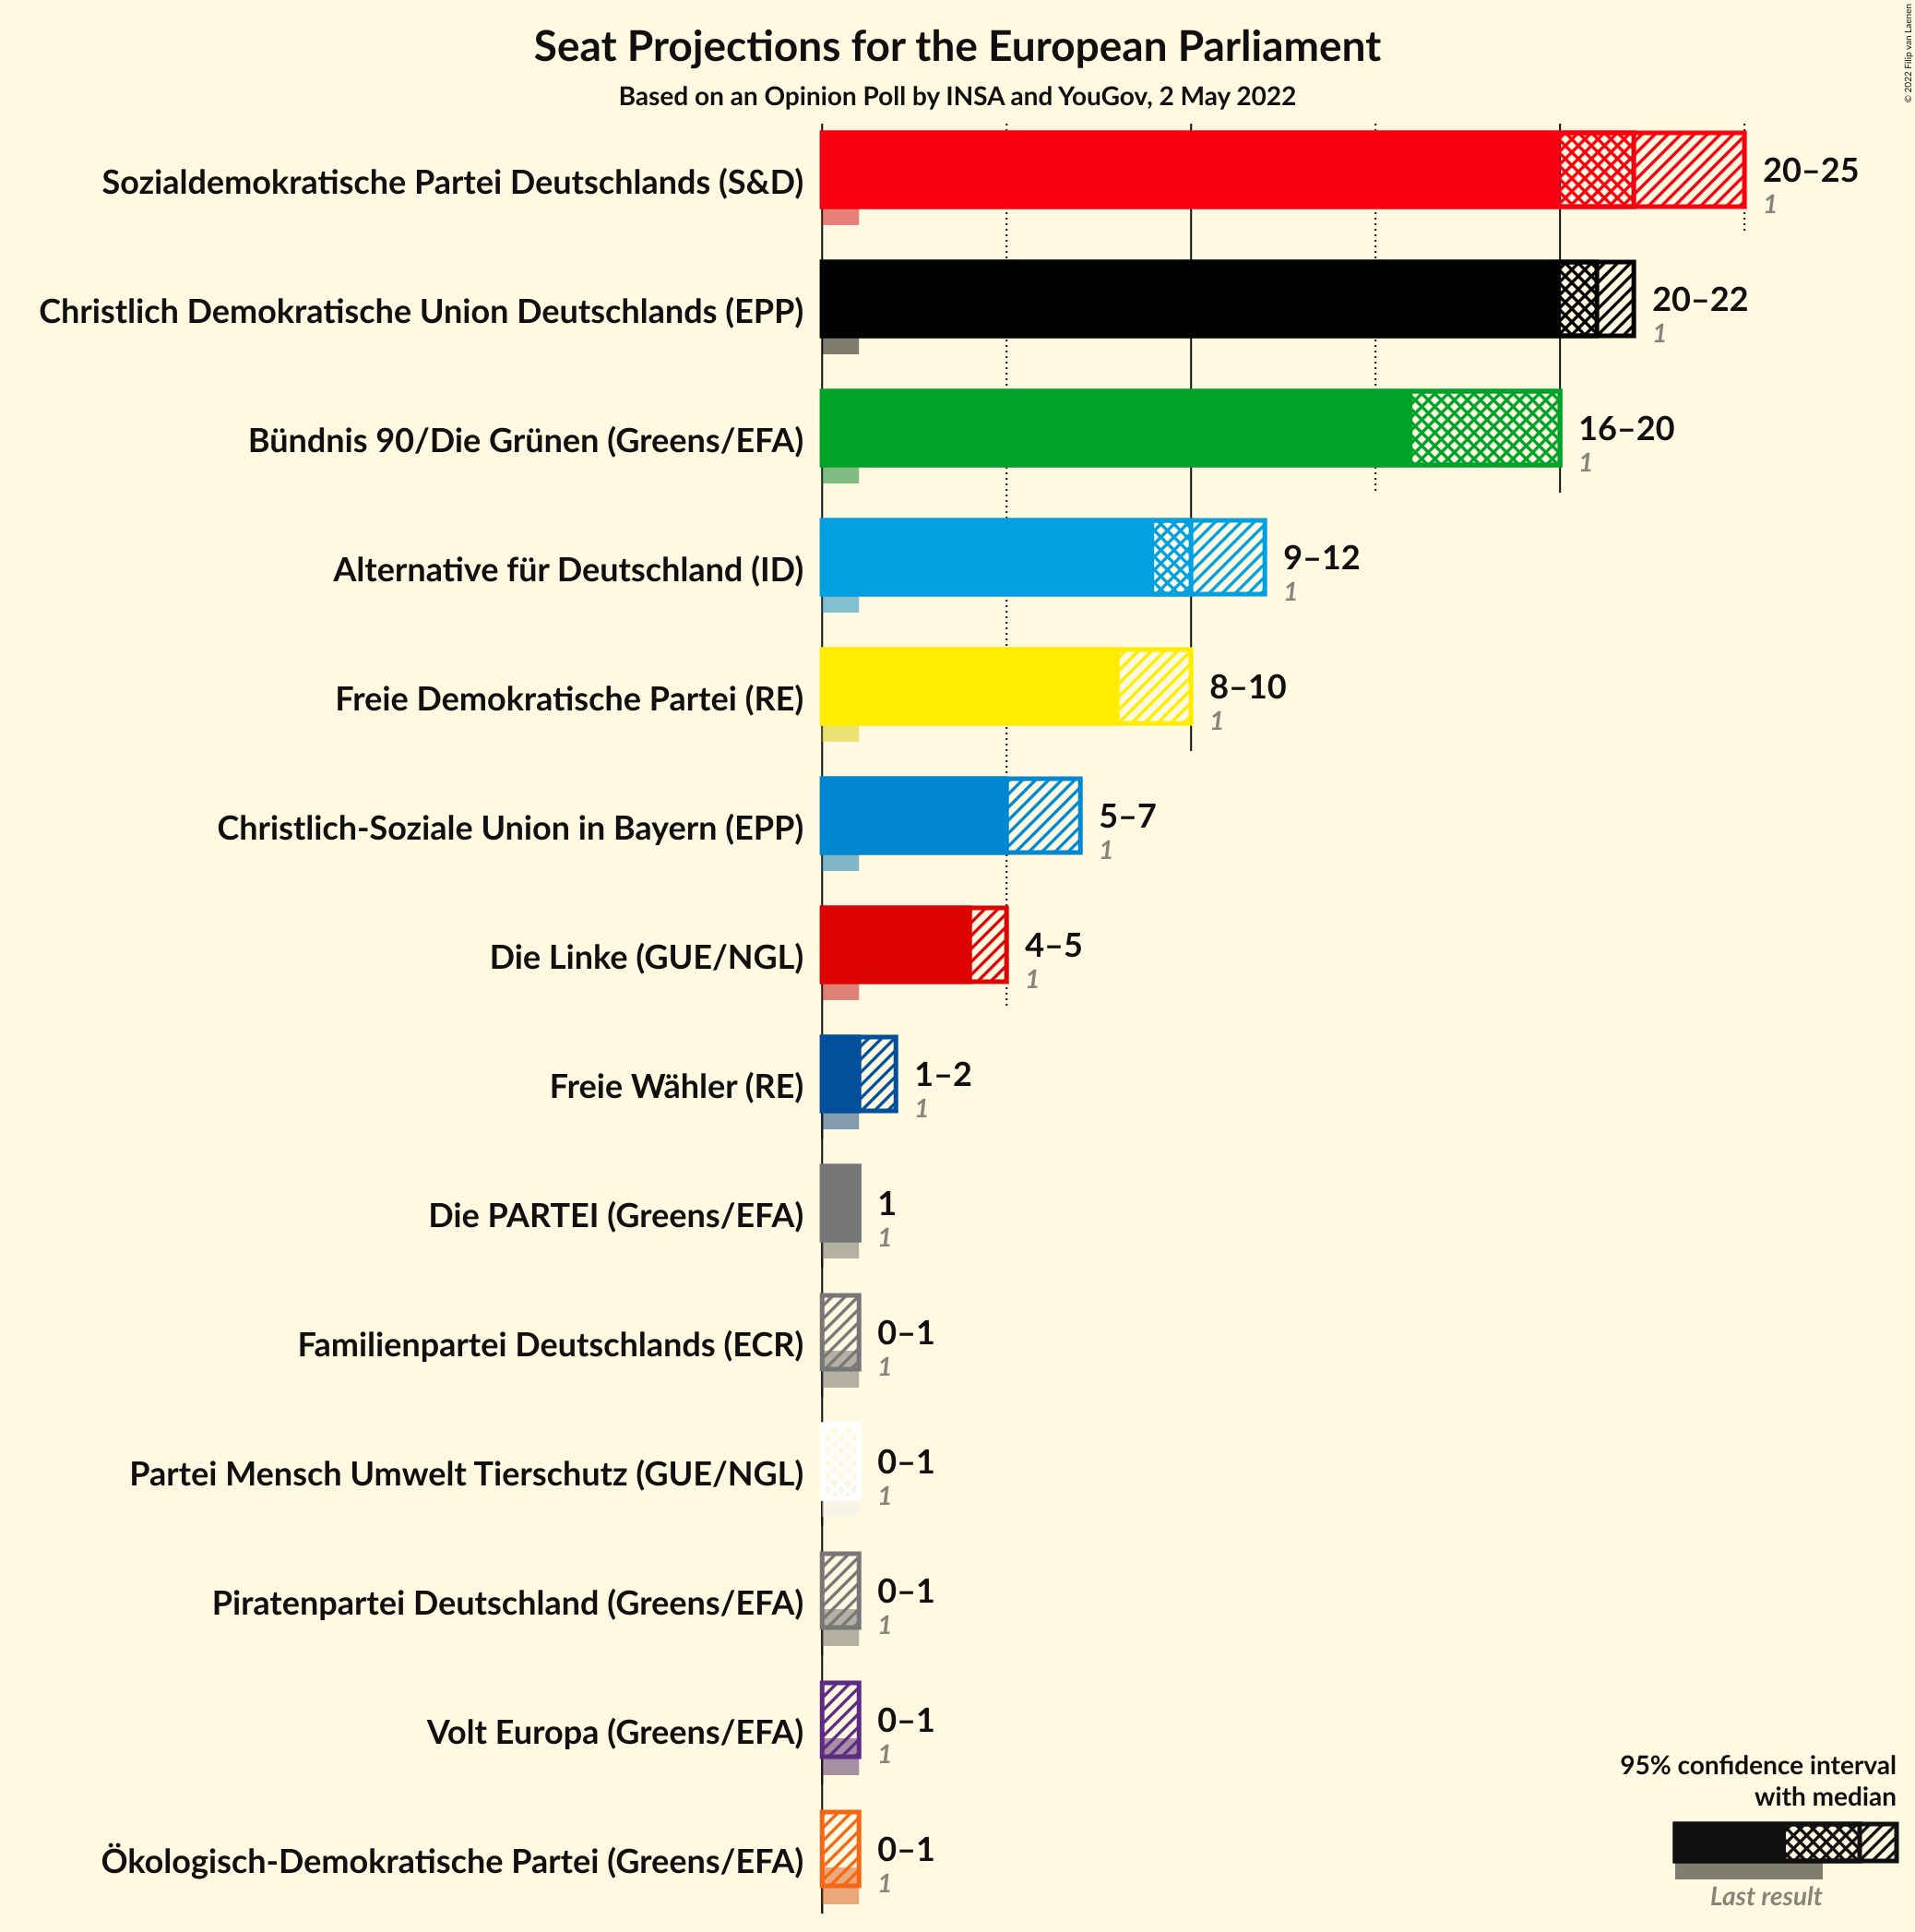 Seat Projections for the European Parliament
Based on an Opinion Poll by INSA and YouGov, 2 May 2022
© 2022 Filip van Laenen
Sozialdemokratische Partei Deutschlands (S&D)
20–25
1
Christlich Demokratische Union Deutschlands (EPP)
20–22
1
Bündnis 90/Die Grünen (Greens/EFA)
16–20
1
Alternative für Deutschland (ID)
9–12
1
Freie Demokratische Partei (RE)
8–10
1
Christlich-Soziale Union in Bayern (EPP)
5–7
1
Die Linke (GUE/NGL)
4–5
1
Freie Wähler (RE)
1–2
1
Die PARTEI (Greens/EFA)
1
1
Familienpartei Deutschlands (ECR)
0–1
1
Partei Mensch Umwelt Tierschutz (GUE/NGL)
0–1
1
Piratenpartei Deutschland (Greens/EFA)
0–1
1
Volt Europa (Greens/EFA)
0–1
1
Ökologisch-Demokratische Partei (Greens/EFA)
0–1
1
95% confidence interval
with median
Last result